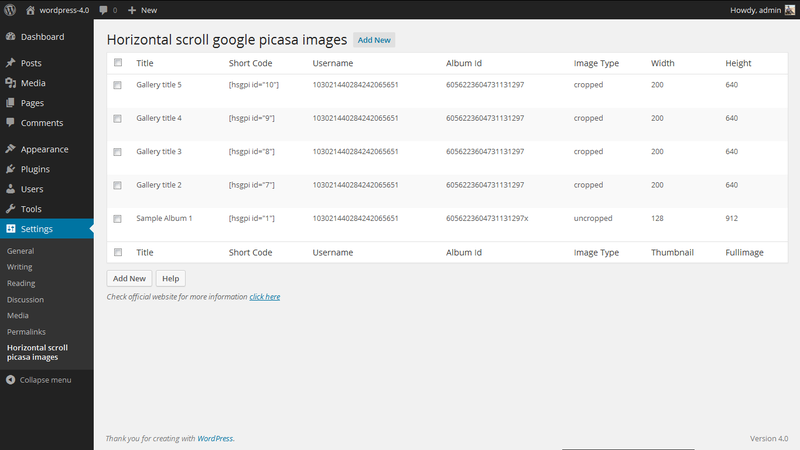 wordpress-4.0 0 New Howdy, admin
Dashboard
Posts
Media
Pages
Comments
Appearance
Plugins
Users
Tools
Settings
General
Writing
Reading
Discussion
Media
Permalinks
Horizontal scroll
picasa images
Collapse menu
Horizontal scroll google picasa images Add New
Title Short Code Username Album Id Image Type Width Height
Gallery title 5 [hsgpi id="10"] 103021440284242065651 6056223604731131297 cropped 200 640
Gallery title 4 [hsgpi id="9"] 103021440284242065651 6056223604731131297 cropped 200 640
Gallery title 3 [hsgpi id="8"] 103021440284242065651 6056223604731131297 cropped 200 640
Gallery title 2 [hsgpi id="7"] 103021440284242065651 6056223604731131297 cropped 200 640
Sample Album 1 [hsgpi id="1"] 103021440284242065651 6056223604731131297x uncropped 128 912
Title Short Code Username Album Id Image Type Thumbnail Fullimage
Add New Help
Check official website for more information click here
Thank you for creating with WordPress. Version 4.0